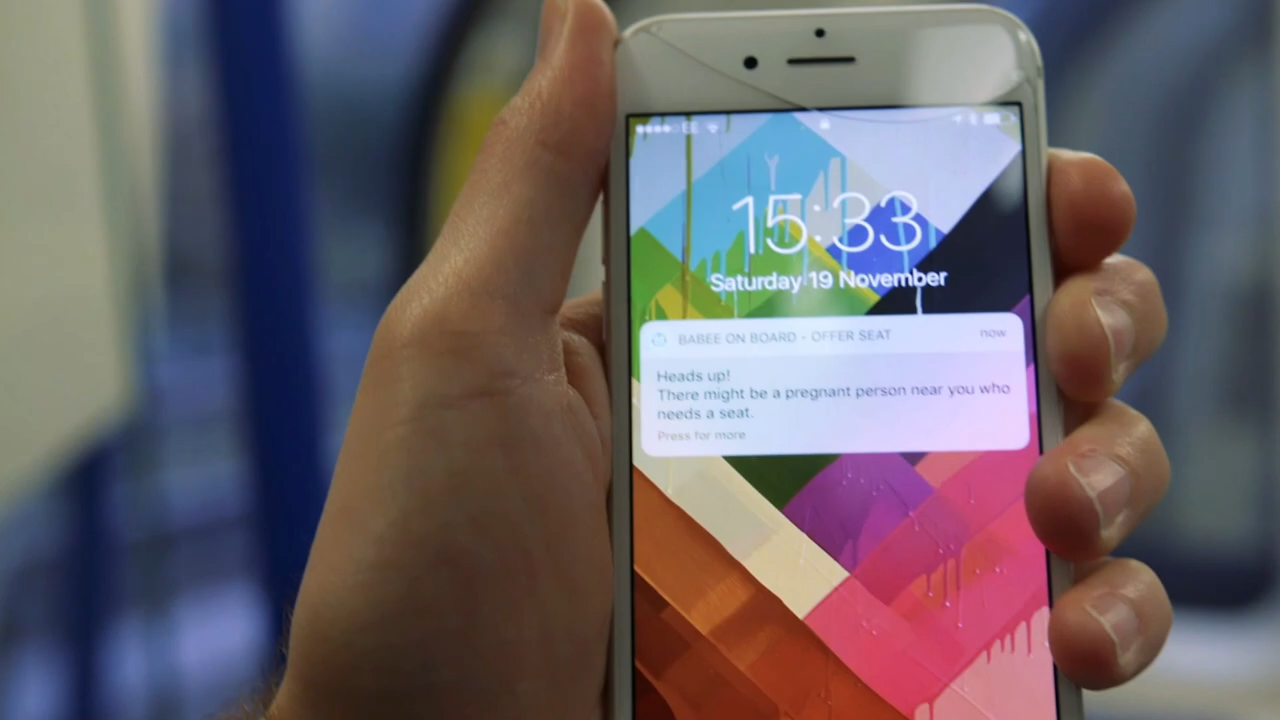 EE
15:33
Saturday 19 November
BABEE ON BOARD - OFFER SEAT now
Heads up!
There might be a pregnant person near you who
needs a seat.
Press for more